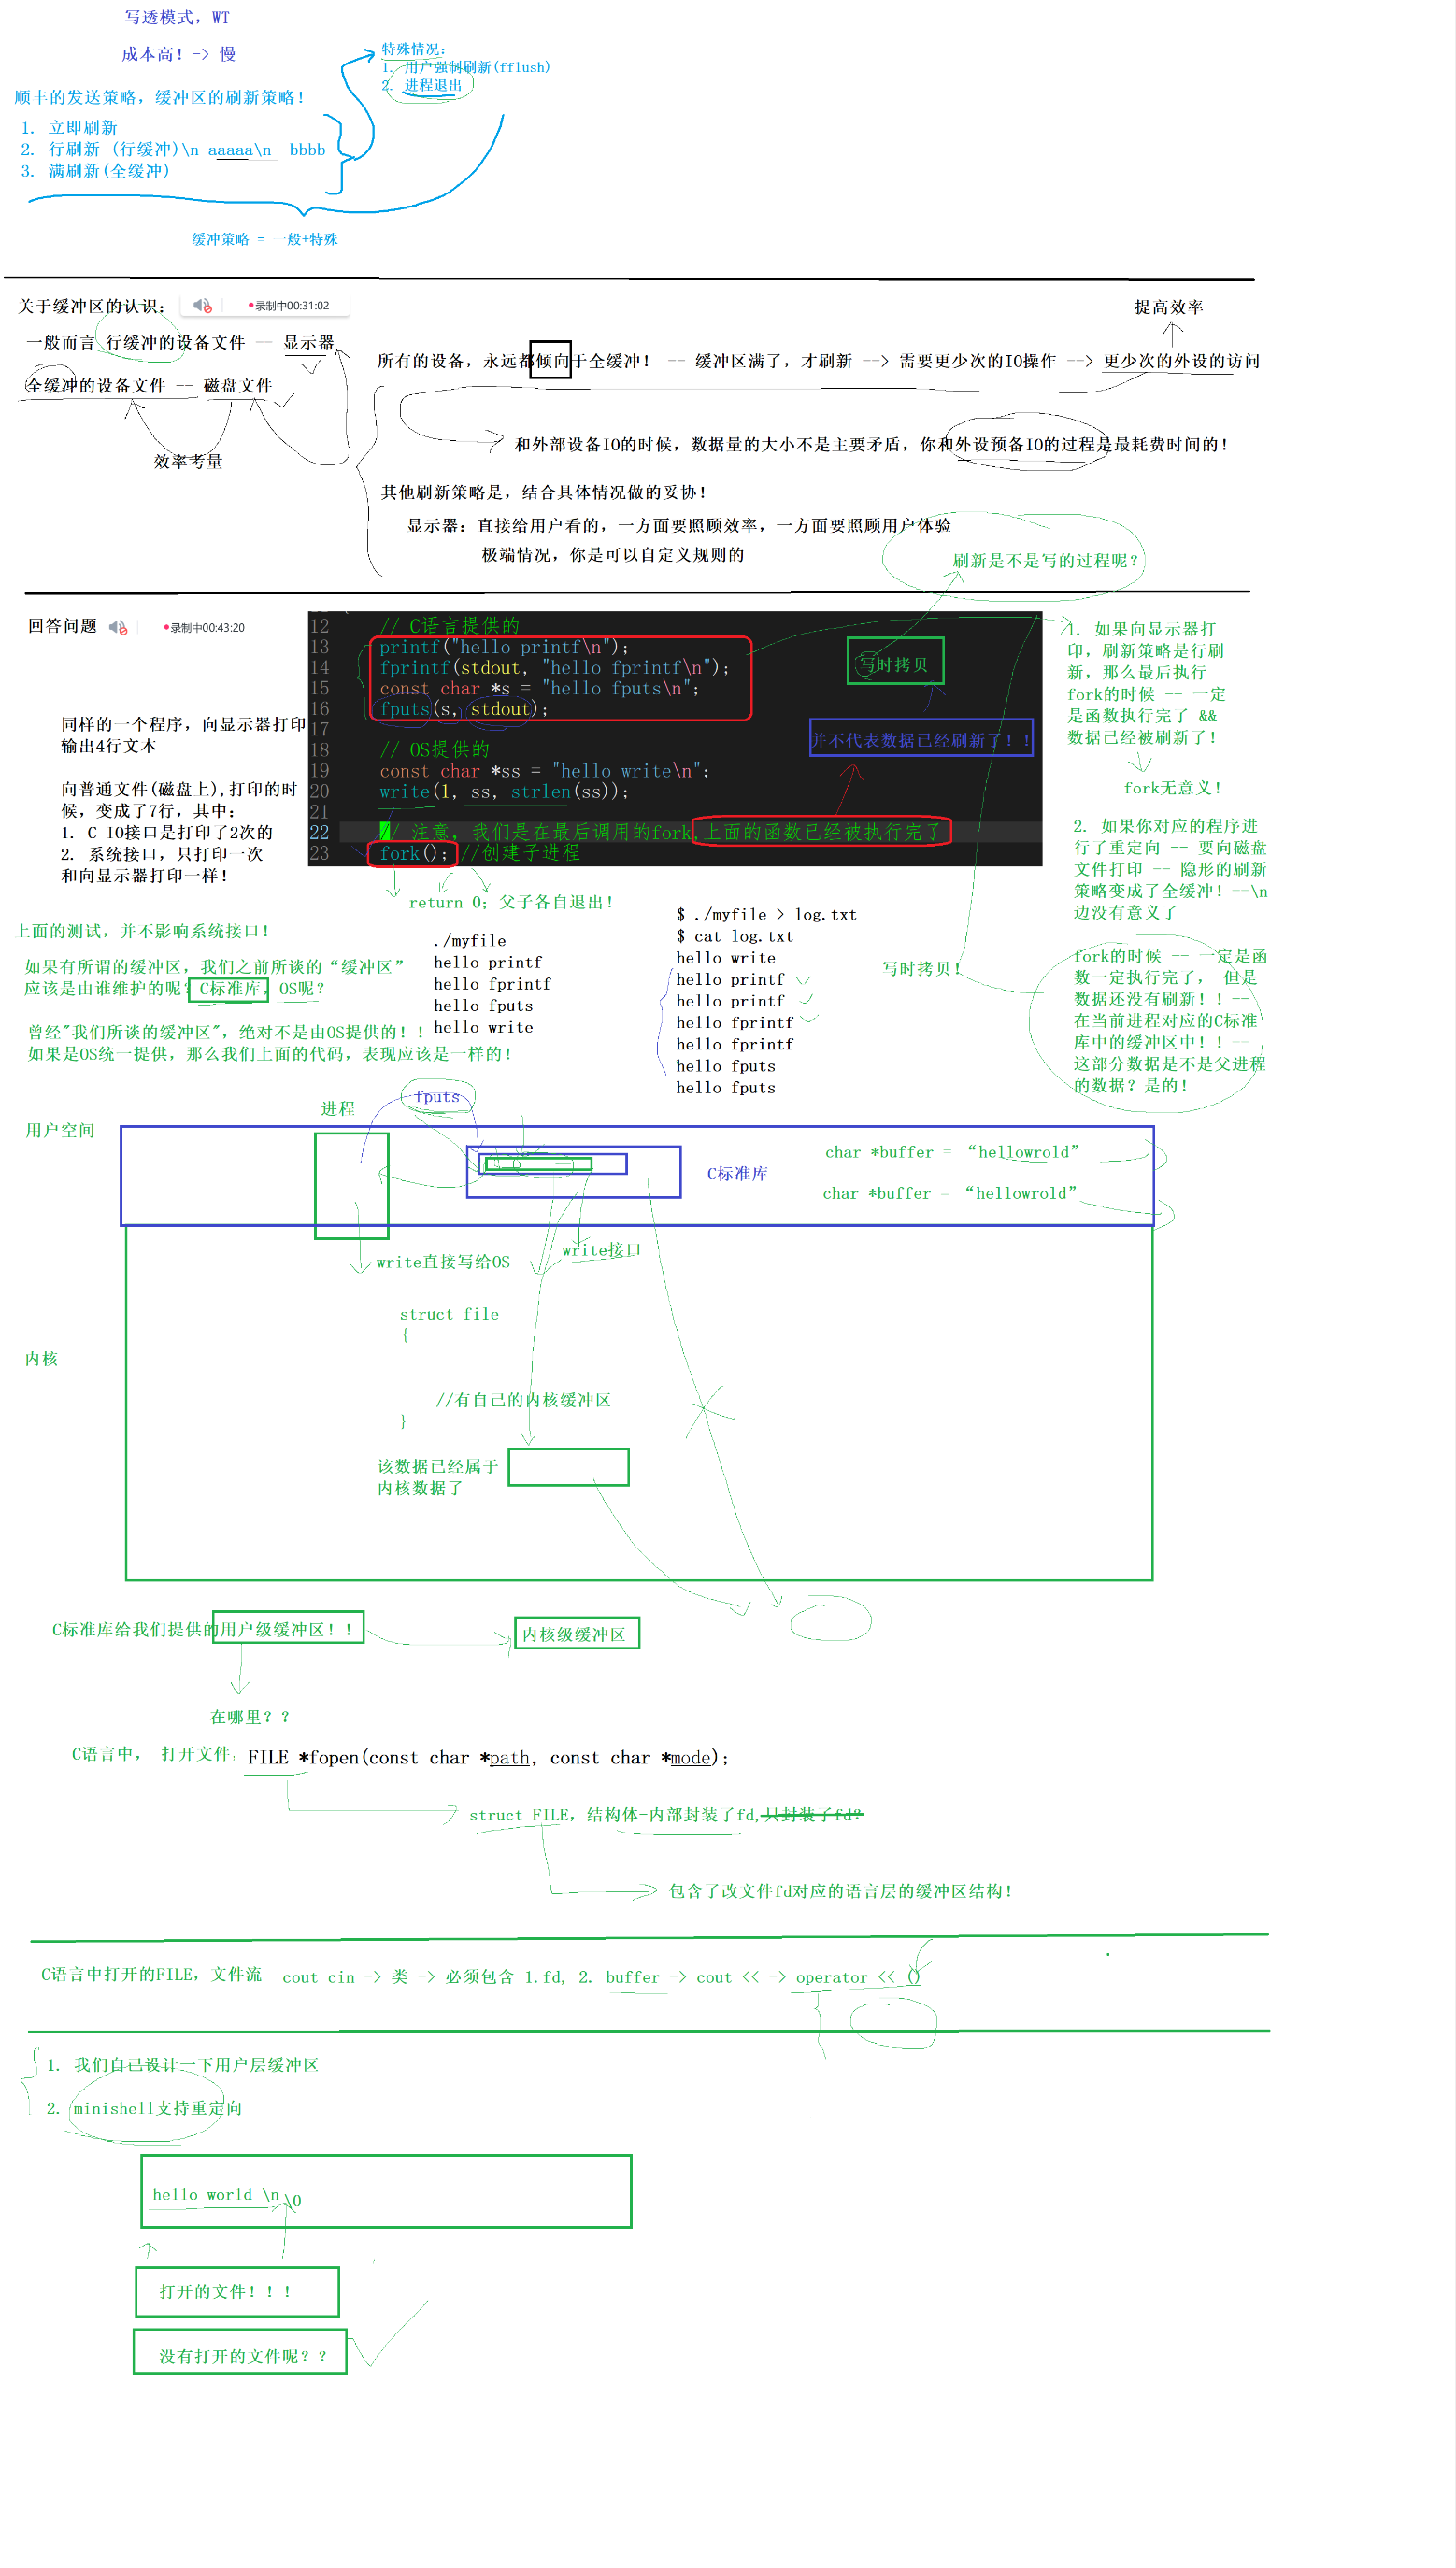 写透模式，WT
成本高！-> 慢
特殊情况：
1. 用户强制刷新(fflush)
2. 进程退出
顺丰的发送策略，缓冲区的刷新策略！
1. 立即刷新
2. 行刷新 (行缓冲)\n aaaaa\n bbbb
3. 满刷新(全缓冲)
缓冲策略 = 一般+特殊
关于缓冲区的认识：
录制中00:31:02
提高效率
一般而言 行缓冲的设备文件 -- 显示器
所有的设备，永远都倾向于全缓冲！ -- 缓冲区满了，才刷新 --> 需要更少次的IO操作 --> 更少次的外设的访问
全缓冲的设备文件 -- 磁盘文件
效率考量
和外部设备IO的时候，数据量的大小不是主要矛盾，你和外设预备IO的过程是最耗费时间的！
其他刷新策略是，结合具体情况做的妥协！
显示器：直接给用户看的，一方面要照顾效率，一方面要照顾用户体验
极端情况，你是可以自定义规则的
刷新是不是写的过程呢？
回答问题
录制中00:43:20
12 // C语言提供的
13 printf("hello printf\n");
14 fprintf(stdout, "hello fprintf\n");
15 const char *s = "hello fputs\n";
16 fputs(s, stdout);
17
18 // OS提供的
19 const char *ss = "hello write\n";
20 write(1, ss, strlen(ss));
21
22 // 注意，我们是在最后调用的fork,上面的函数已经被执行完了
23 fork(); //创建子进程
写时拷贝
并不代表数据已经刷新了！！
1. 如果向显示器打
印，刷新策略是行刷
新，那么最后执行
fork的时候 -- 一定
是函数执行完了 &&
数据已经被刷新了！
fork无意义！
同样的一个程序，向显示器打印
输出4行文本
向普通文件(磁盘上),打印的时
候，变成了7行，其中：
1. C IO接口是打印了2次的
2. 系统接口，只打印一次
和向显示器打印一样！
2. 如果你对应的程序进
行了重定向 -- 要向磁盘
文件打印 -- 隐形的刷新
策略变成了全缓冲！--\n
边没有意义了
return 0; 父子各自退出！
上面的测试，并不影响系统接口！
如果有所谓的缓冲区，我们之前所谈的“缓冲区”
应该是由谁维护的呢？C标准库，OS呢？
曾经"我们所谈的缓冲区"，绝对不是由OS提供的！！
如果是OS统一提供，那么我们上面的代码，表现应该是一样的！
./myfile
hello printf
hello fprintf
hello fputs
hello write
$ ./myfile > log.txt
$ cat log.txt
hello write
hello printf
hello printf
hello fprintf
hello fprintf
hello fputs
hello fputs
写时拷贝！
fork的时候 -- 一定是函
数一定执行完了， 但是
数据还没有刷新！！--
在当前进程对应的C标准
库中的缓冲区中！！--
这部分数据是不是父进程
的数据？是的！
fputs
进程
用户空间
C标准库
char *buffer = “hellowrold”
char *buffer = “hellowrold”
write直接写给OS
write接口
struct file
{
//有自己的内核缓冲区
}
内核
该数据已经属于
内核数据了
C标准库给我们提供的用户级缓冲区！！
内核级缓冲区
在哪里？？
C语言中， 打开文件：
FILE *fopen(const char *path, const char *mode);
struct FILE，结构体-内部封装了fd,只封装了fd?
包含了改文件fd对应的语言层的缓冲区结构！
C语言中打开的FILE，文件流
cout cin -> 类 -> 必须包含 1.fd, 2. buffer -> cout << -> operator << ()
1. 我们自己设计一下用户层缓冲区
2. minishell支持重定向
hello world \n \0
打开的文件！！！
没有打开的文件呢？？